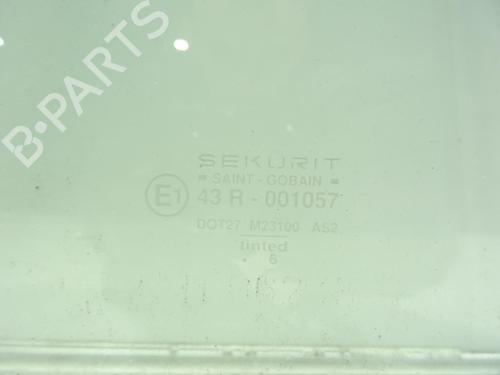 B-PARTS
SEKURIT
SAINT-GOBAIN
E1 43 R - 001057
DOT27 M23100 AS2
tinted
6